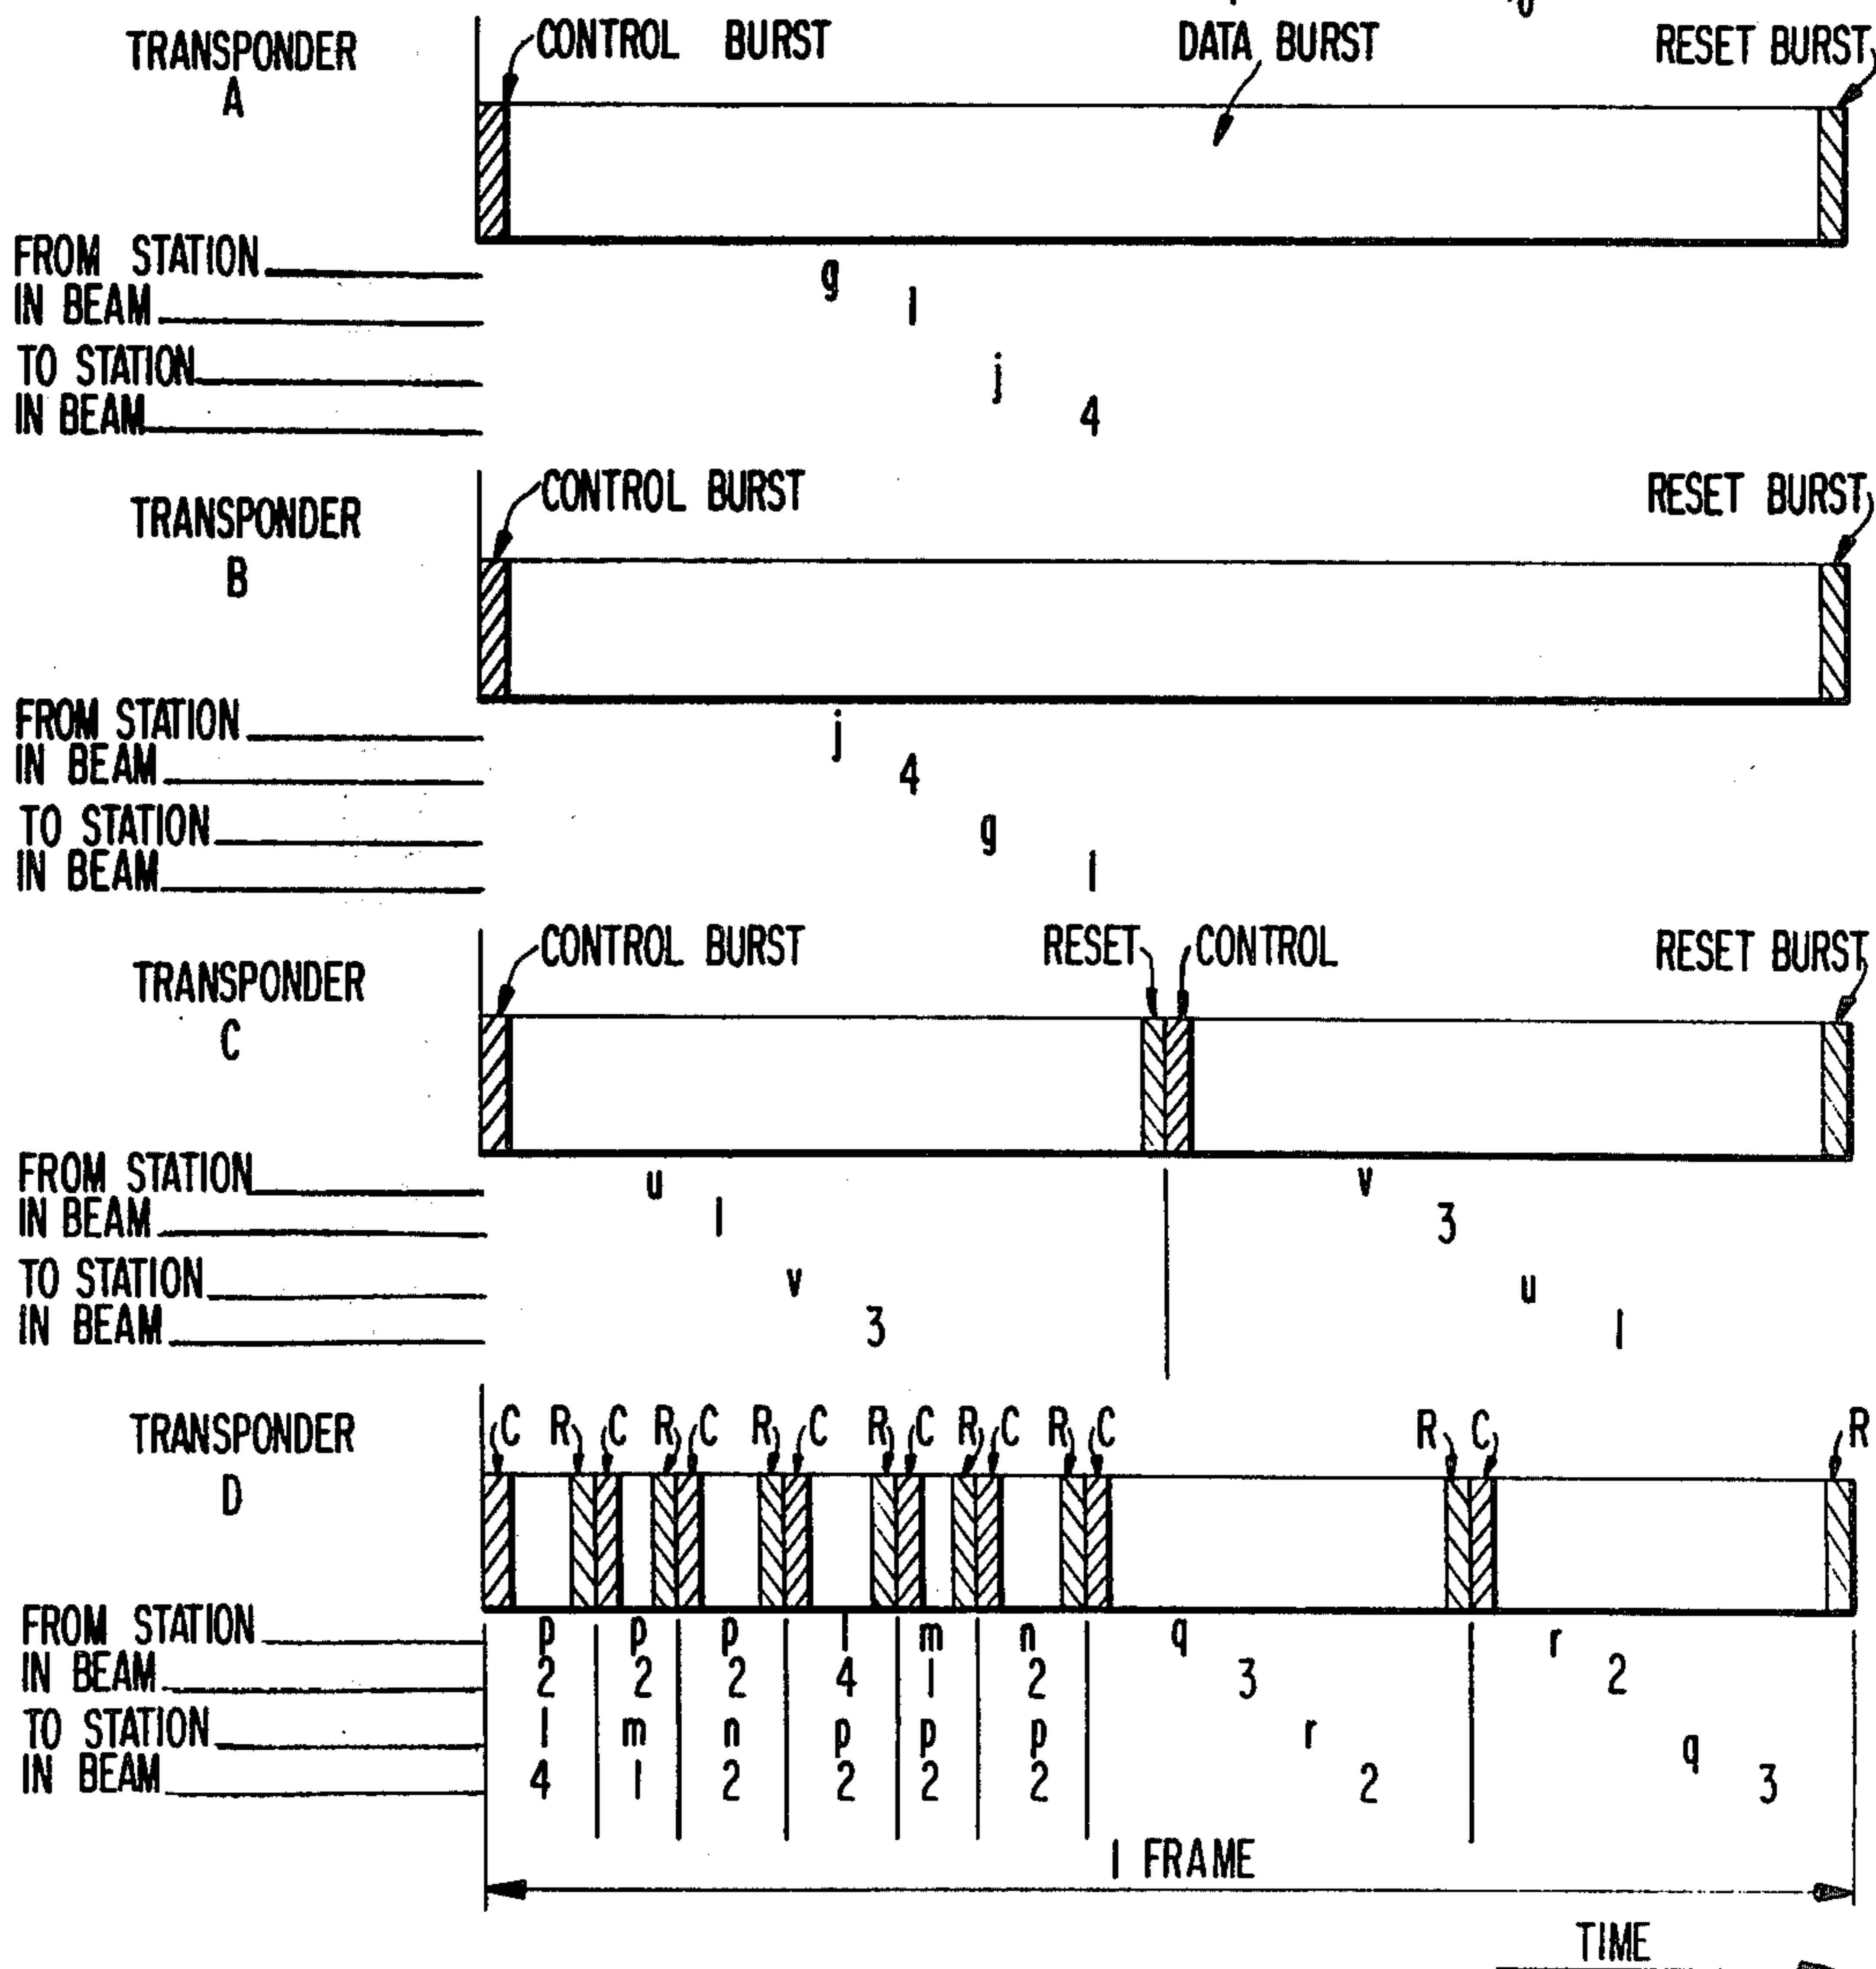 TRANSPONDER A
CONTROL BURST
DATA BURST
RESET BURST
FROM STATION g
IN BEAM 1
TO STATION j
IN BEAM 4
TRANSPONDER B
CONTROL BURST
RESET BURST
FROM STATION j
IN BEAM 4
TO STATION g
IN BEAM 1
TRANSPONDER C
CONTROL BURST
RESET
CONTROL
RESET BURST
FROM STATION u v
IN BEAM 1 3
TO STATION v u
IN BEAM 3 1
TRANSPONDER D
C R C R C R C R C R C R C R C R
FROM STATION p p p l m n q r
IN BEAM 2 2 2 4 1 2 3 2
TO STATION l m n p p p r q
IN BEAM 4 1 2 2 2 2 2 3
1 FRAME
TIME